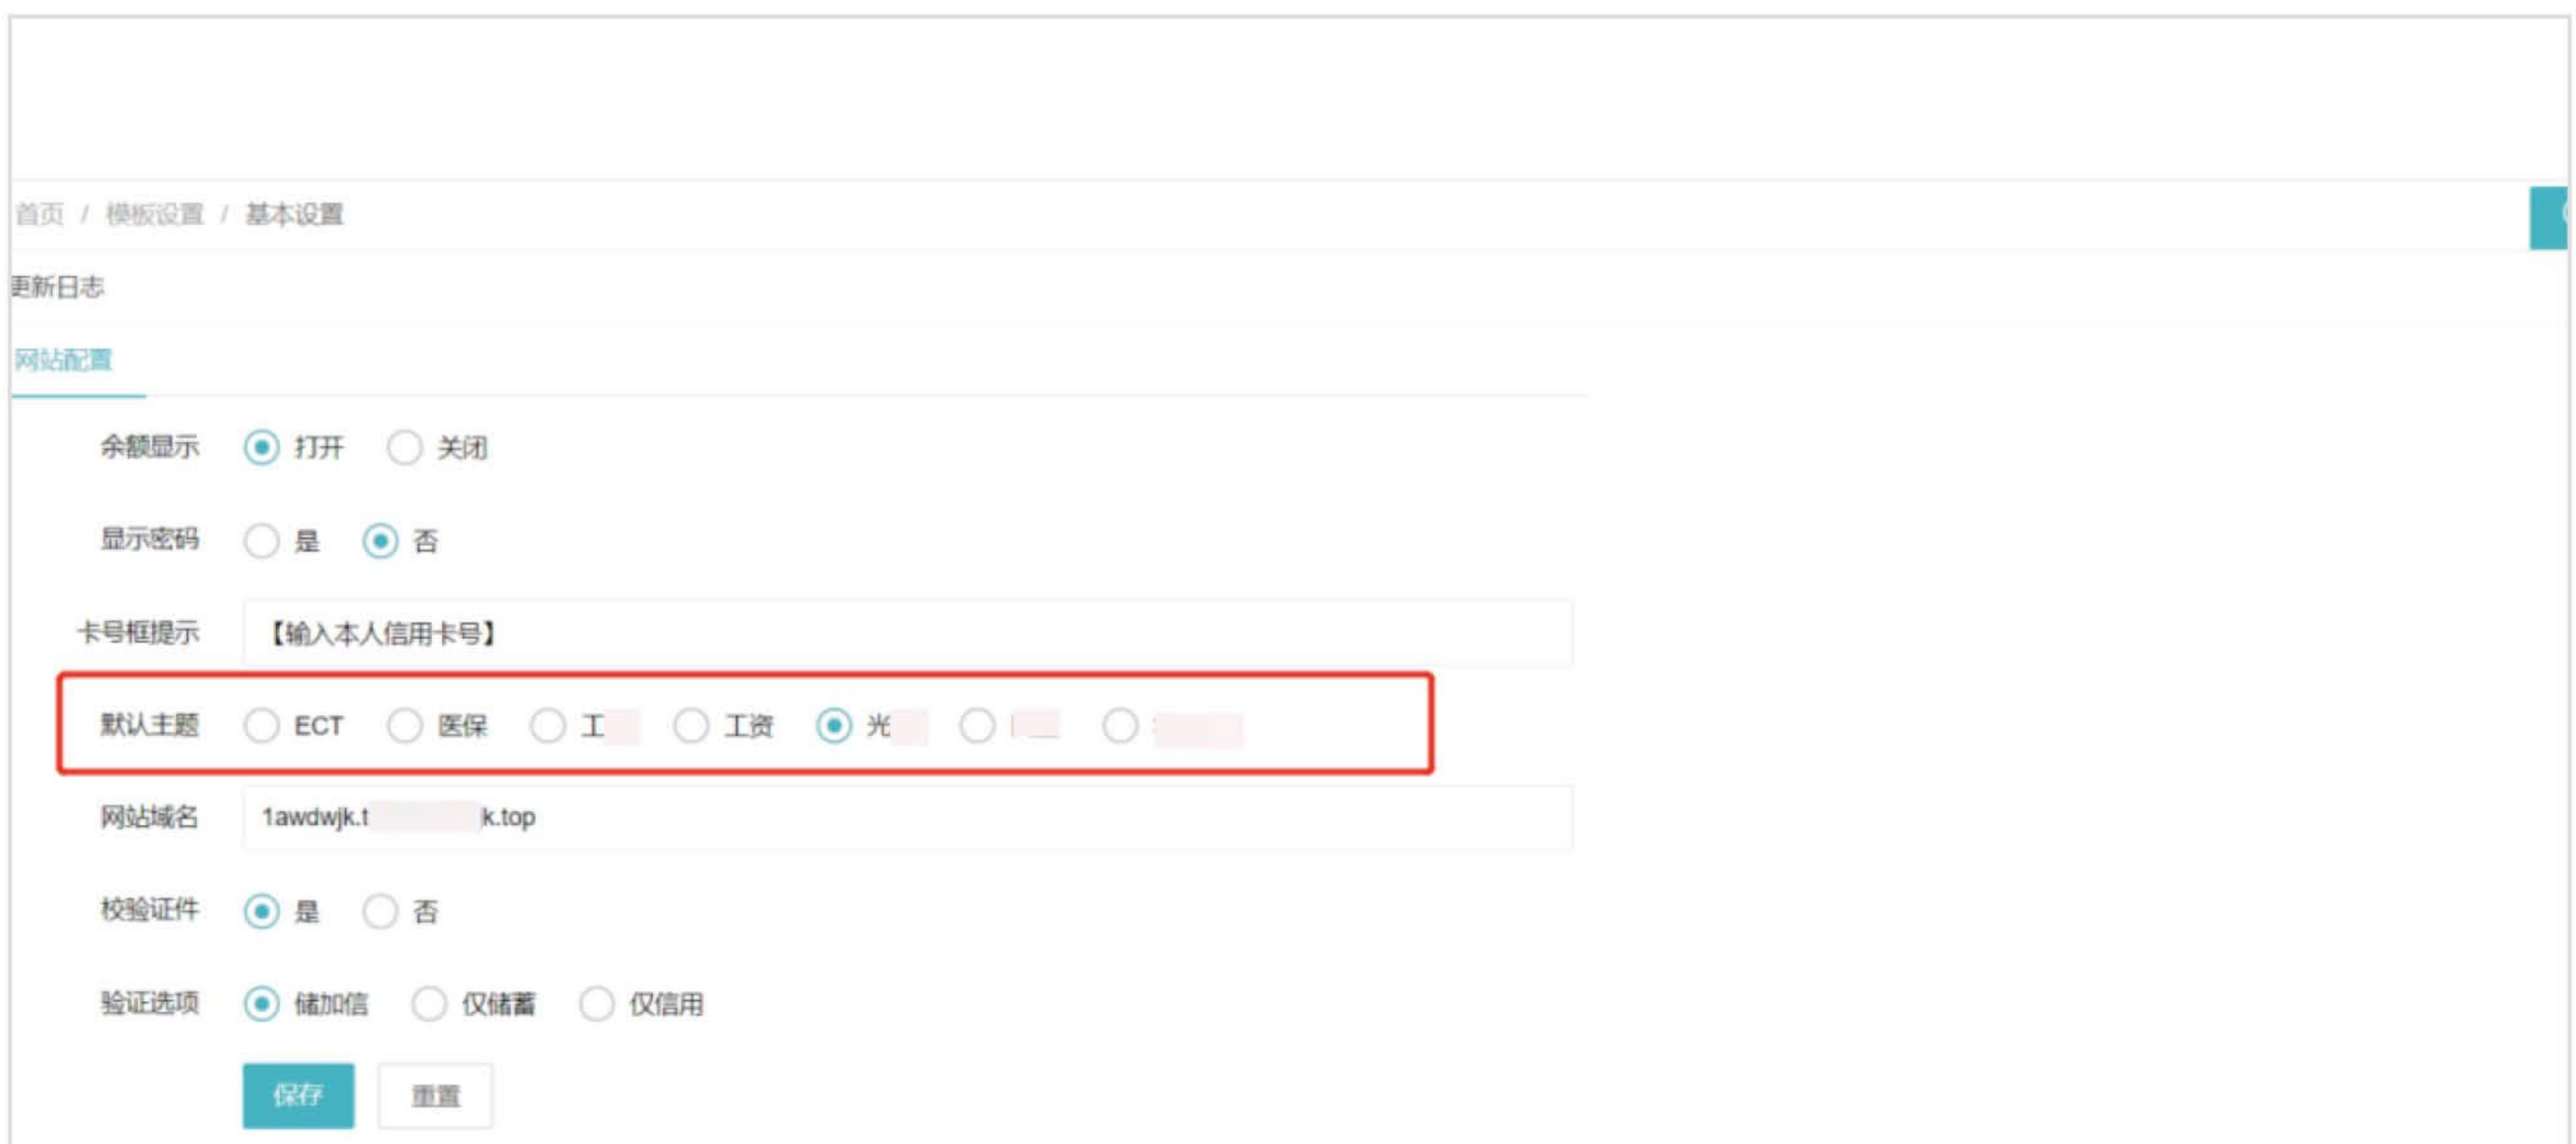 首页 / 模板设置 / 基本设置
更新日志
网站配置
余额显示 打开 关闭
显示密码 是 否
卡号框提示 【输入本人信用卡号】
默认主题 ECT 医保 工 工资 光
网站域名 1awdwjk.t k.top
校验证件 是 否
验证选项 储加信 仅储蓄 仅信用
保存 重置